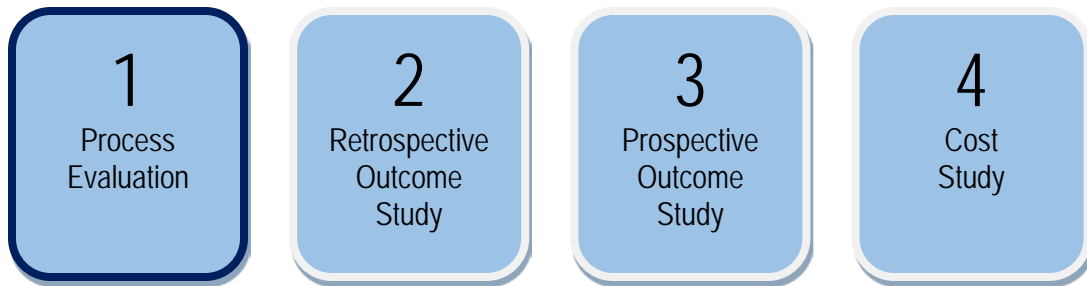 1
Process
Evaluation
2
Retrospective
Outcome
Study
3
Prospective
Outcome
Study
4
Cost
Study